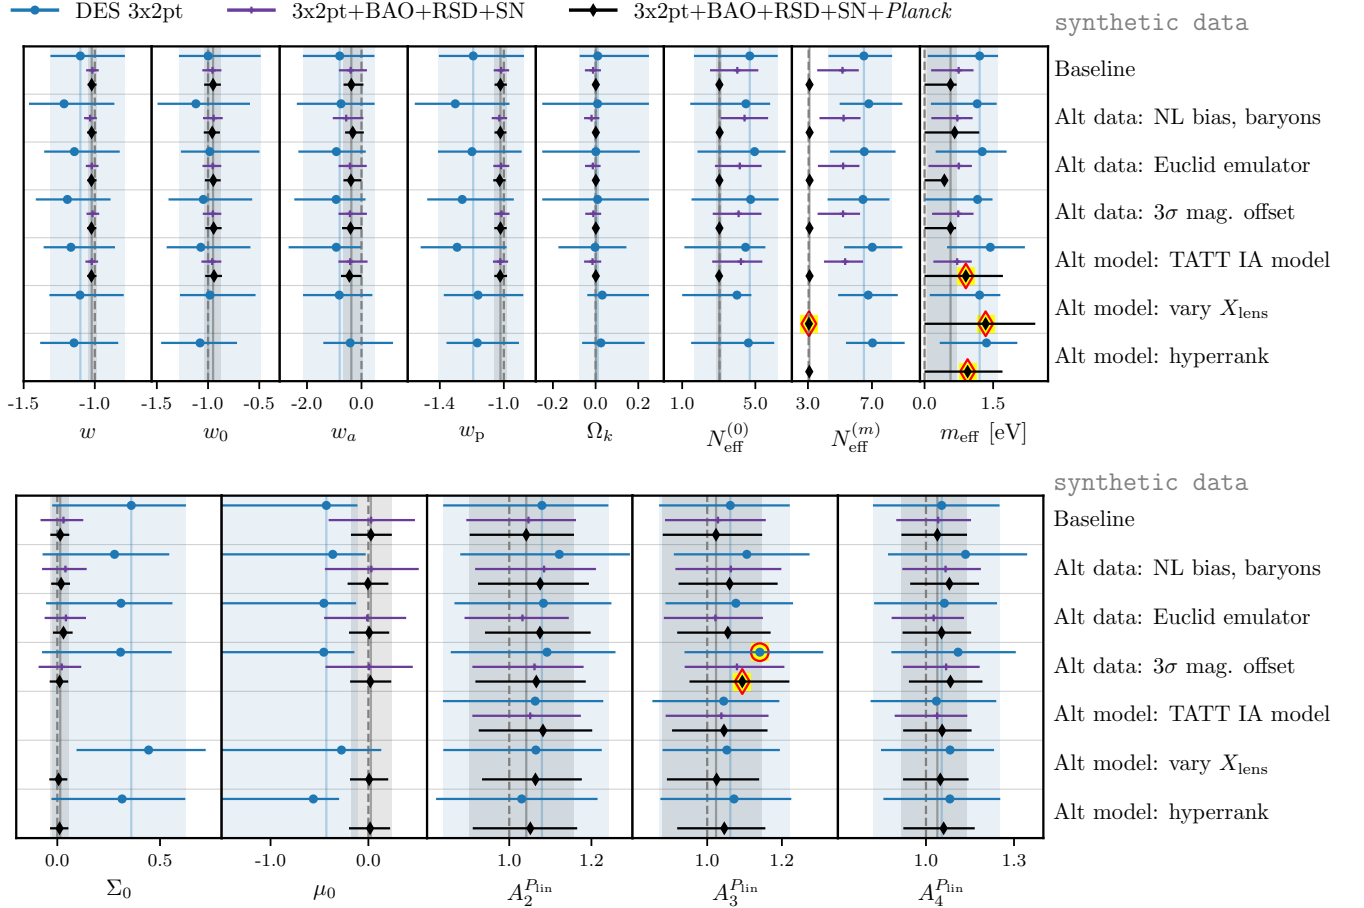 DES 3x2pt 3x2pt+BAO+RSD+SN 3x2pt+BAO+RSD+SN+Planck
synthetic data
Baseline
Alt data: NL bias, baryons
Alt data: Euclid emulator
Alt data: 3σ mag. offset
Alt model: TATT IA model
Alt model: vary X_lens
Alt model: hyperrank
-1.5 -1.0 -1.5 -1.0 -0.5 -2.0 0.0 -1.4 -1.0 -0.2 0.0 0.2 1.0 5.0 3.0 7.0 0.0 1.5
w w_0 w_a w_p Ω_k N_eff^(0) N_eff^(m) m_eff [eV]
synthetic data
Baseline
Alt data: NL bias, baryons
Alt data: Euclid emulator
Alt data: 3σ mag. offset
Alt model: TATT IA model
Alt model: vary X_lens
Alt model: hyperrank
0.0 0.5 -1.0 0.0 1.0 1.2 1.0 1.2 1.0 1.3
Σ_0 μ_0 A_2^{P_lin} A_3^{P_lin} A_4^{P_lin}